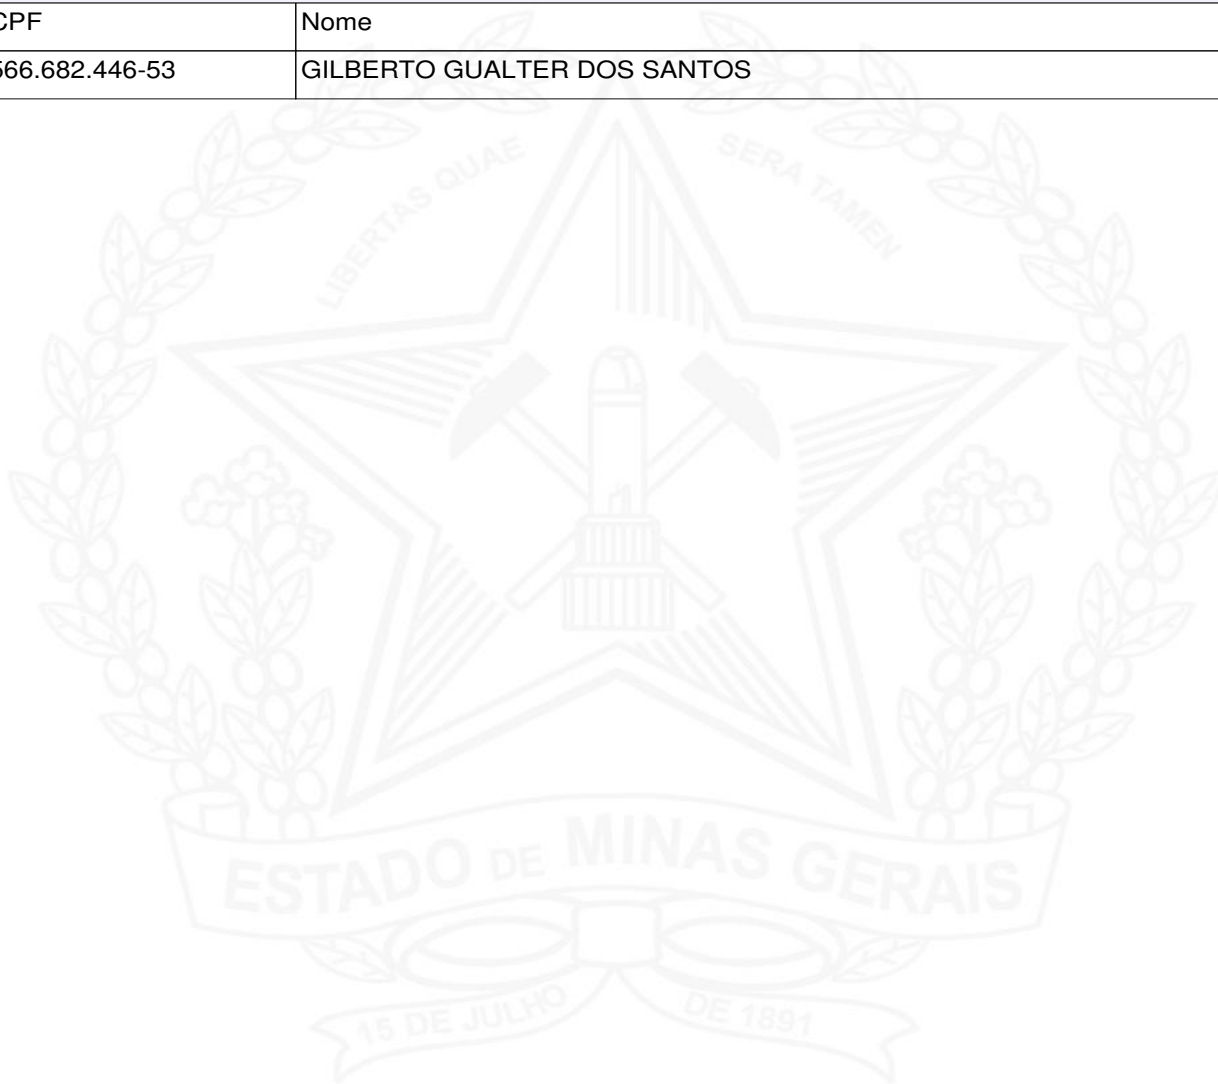 CPF Nome
566.682.446-53 GILBERTO GUALTER DOS SANTOS
LIBERTAS QUAE SERA TAMEN
ESTADO DE MINAS GERAIS
15 DE JULHO DE 1891